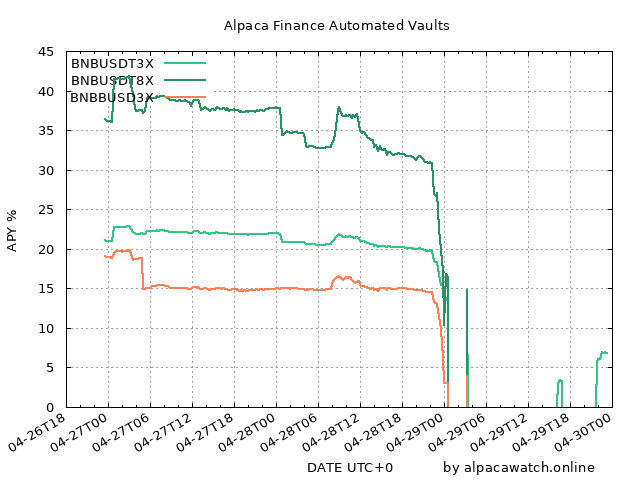 Alpaca Finance Automated Vaults
APY %
45
40
35
30
25
20
15
10
5
0
BNBUSDT3X
BNBUSDT8X
BNBBUSD3X
04-26T18
04-27T00
04-27T06
04-27T12
04-27T18
04-28T00
04-28T06
04-28T12
04-28T18
04-29T00
04-29T06
04-29T12
04-29T18
04-30T00
DATE UTC+0
by alpacawatch.online